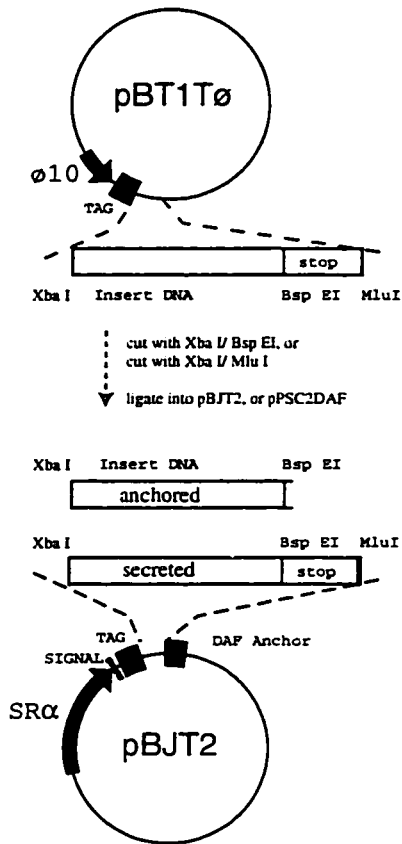 pBT1Tø
ø10
TAG
stop
Xba I Insert DNA Bsp EI MluI
cut with Xba I/ Bsp EI, or
cut with Xba I/ Mlu I
ligate into pBJT2, or pPSC2DAF
Xba I Insert DNA Bsp EI
anchored
Xba I Bsp EI MluI
secreted stop
TAG DAF Anchor
SIGNAL
SRα
pBJT2